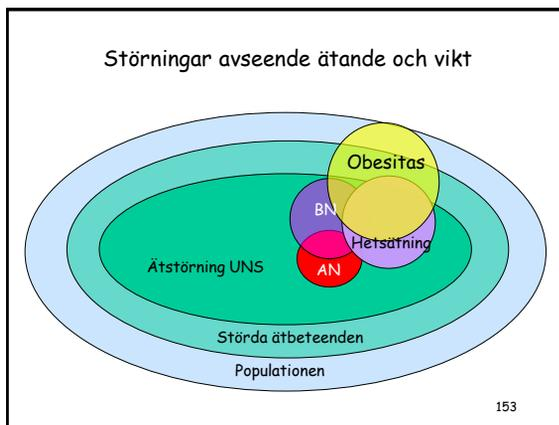 Störningar avseende ätande och vikt
Obesitas
BN
Hetsätning
AN
Ätstörning UNS
Störda ätbeteenden
Populationen
153